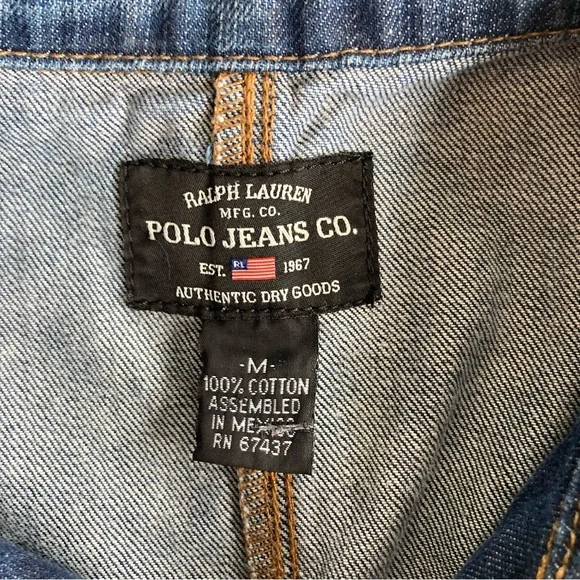 RALPH LAUREN
MFG. CO.
POLO JEANS CO.
EST. RL 1967
AUTHENTIC DRY GOODS
-M-
100% COTTON
ASSEMBLED
IN MEXICO
RN 67437